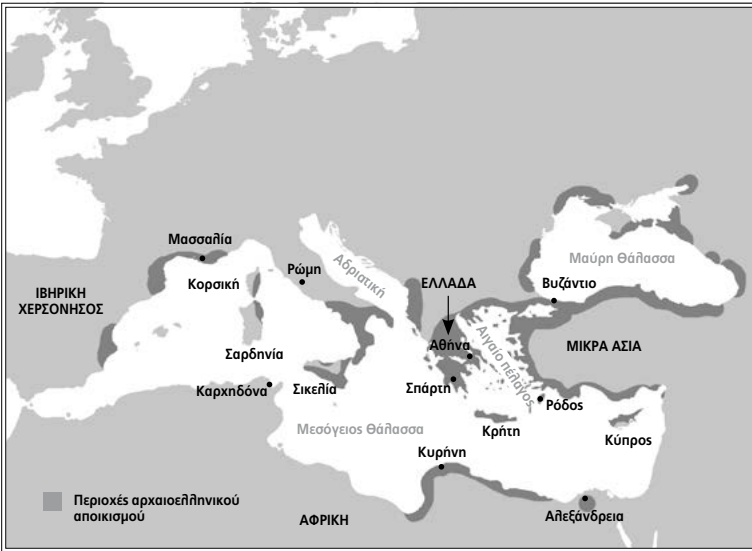 Μασσαλία
Κορσική
Ρώμη
Αδριατική
ΕΛΛΑΔΑ
Μαύρη Θάλασσα
Βυζάντιο
ΙΒΗΡΙΚΗ
ΧΕΡΣΟΝΗΣΟΣ
Σαρδηνία
Αθήνα
Αιγαίο πέλαγος
ΜΙΚΡΑ ΑΣΙΑ
Καρχηδόνα
Σικελία
Σπάρτη
Ρόδος
Μεσόγειος Θάλασσα
Κρήτη
Κύπρος
Κυρήνη
Περιοχές αρχαιοελληνικού
αποικισμού
ΑΦΡΙΚΗ
Αλεξάνδρεια